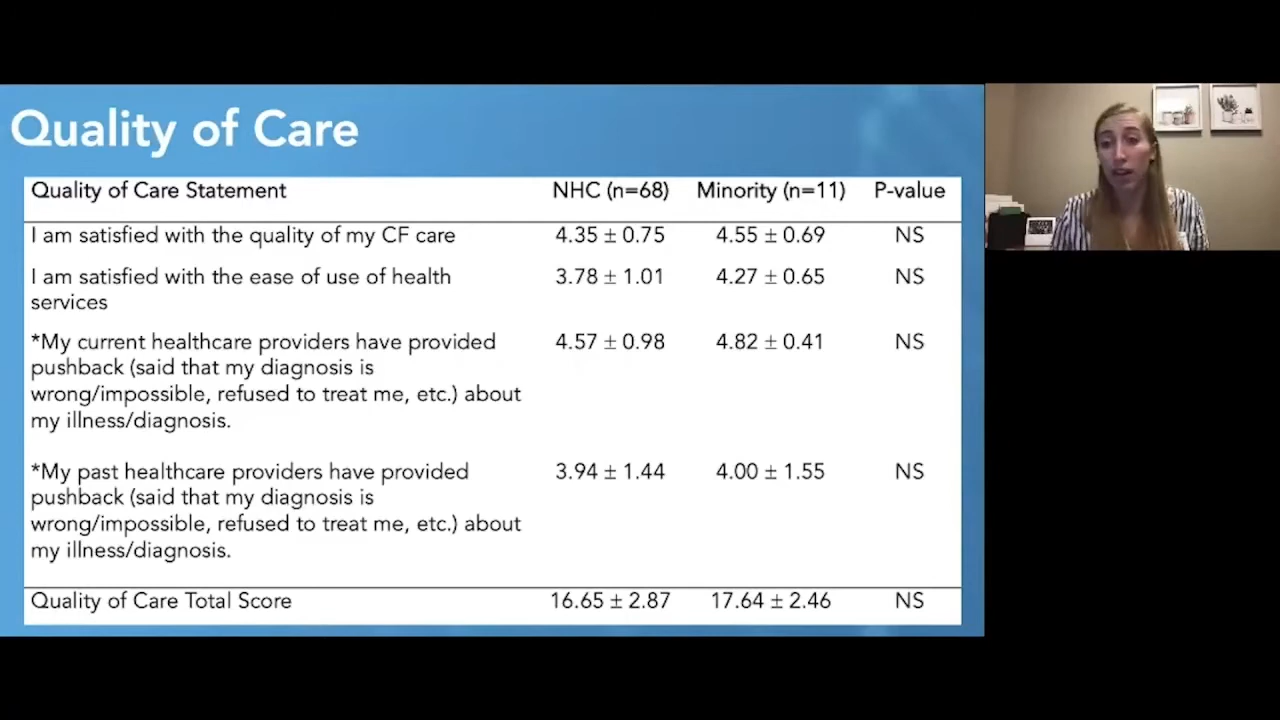 Quality of Care
Quality of Care Statement NHC (n=68) Minority (n=11) P-value
I am satisfied with the quality of my CF care 4.35 ± 0.75 4.55 ± 0.69 NS
I am satisfied with the ease of use of health 3.78 ± 1.01 4.27 ± 0.65 NS
services
*My current healthcare providers have provided 4.57 ± 0.98 4.82 ± 0.41 NS
pushback (said that my diagnosis is
wrong/impossible, refused to treat me, etc.) about
my illness/diagnosis.
*My past healthcare providers have provided 3.94 ± 1.44 4.00 ± 1.55 NS
pushback (said that my diagnosis is
wrong/impossible, refused to treat me, etc.) about
my illness/diagnosis.
Quality of Care Total Score 16.65 ± 2.87 17.64 ± 2.46 NS